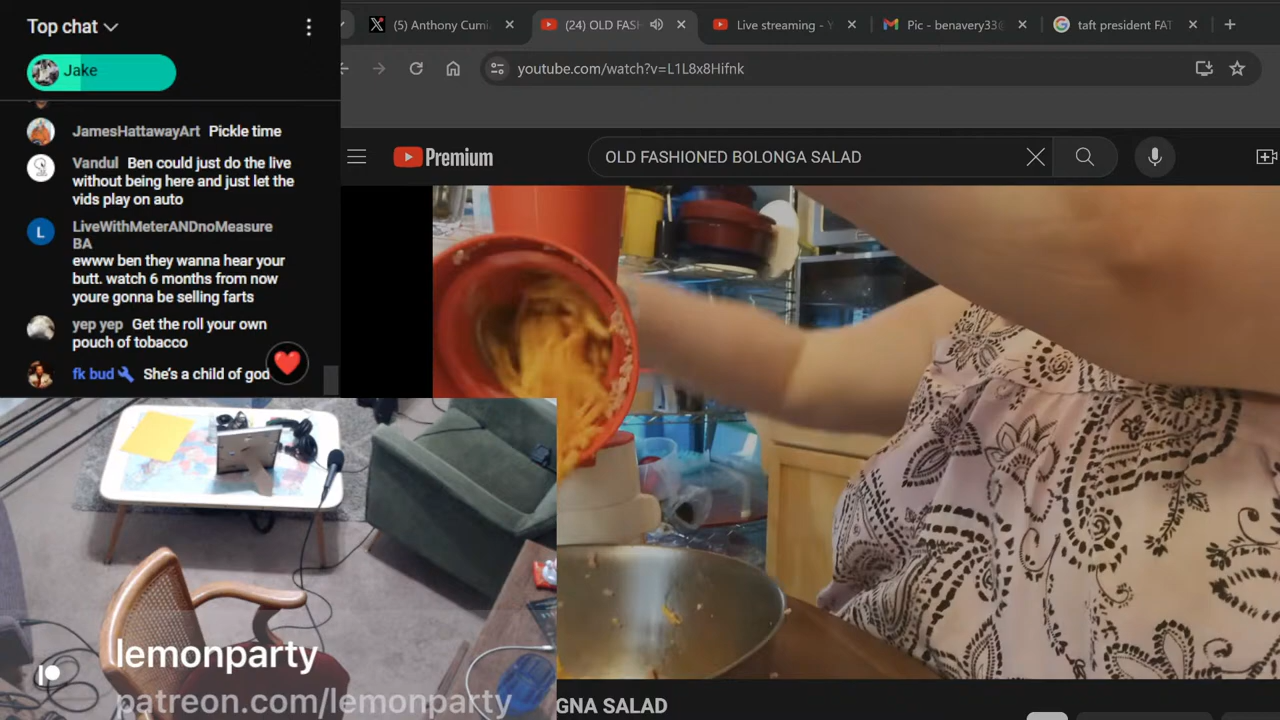 Top chat
Jake
JamesHattawayArt Pickle time
Vandul Ben could just do the live
without being here and just let the
vids play on auto
LiveWithMeterANDnoMeasure
BA
ewww ben they wanna hear your
butt. watch 6 months from now
youre gonna be selling farts
yep yep Get the roll your own
pouch of tobacco
fk bud She's a child of god
(5) Anthony Cumi
(24) OLD FAS
Live streaming - Y
Pic - benavery33@
taft president FAT
youtube.com/watch?v=L1L8x8Hifnk
Premium
OLD FASHIONED BOLONGA SALAD
L
lemonparty
patreon.com/lemonparty
GNA SALAD